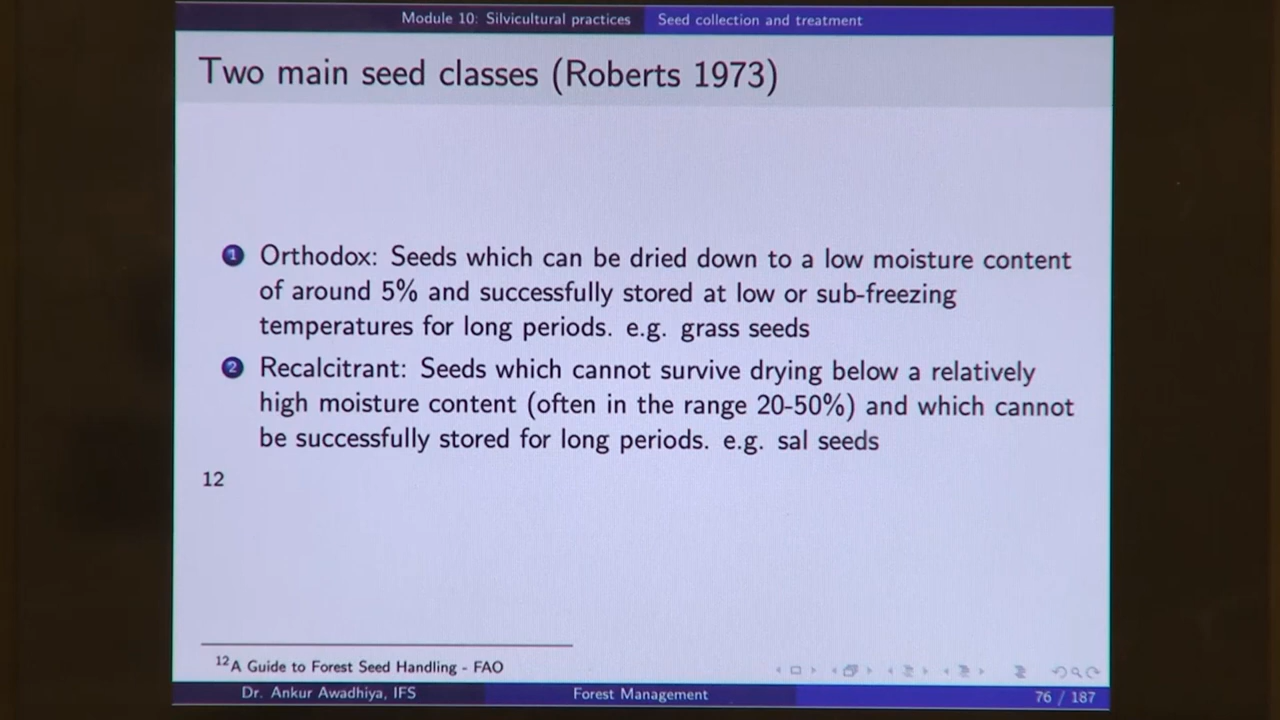 Module 10: Silvicultural practices Seed collection and treatment
Two main seed classes (Roberts 1973)
1 Orthodox: Seeds which can be dried down to a low moisture content
of around 5% and successfully stored at low or sub-freezing
temperatures for long periods. e.g. grass seeds
2 Recalcitrant: Seeds which cannot survive drying below a relatively
high moisture content (often in the range 20-50%) and which cannot
be successfully stored for long periods. e.g. sal seeds
12
12 A Guide to Forest Seed Handling - FAO
Dr. Ankur Awadhiya, IFS Forest Management 76 / 187